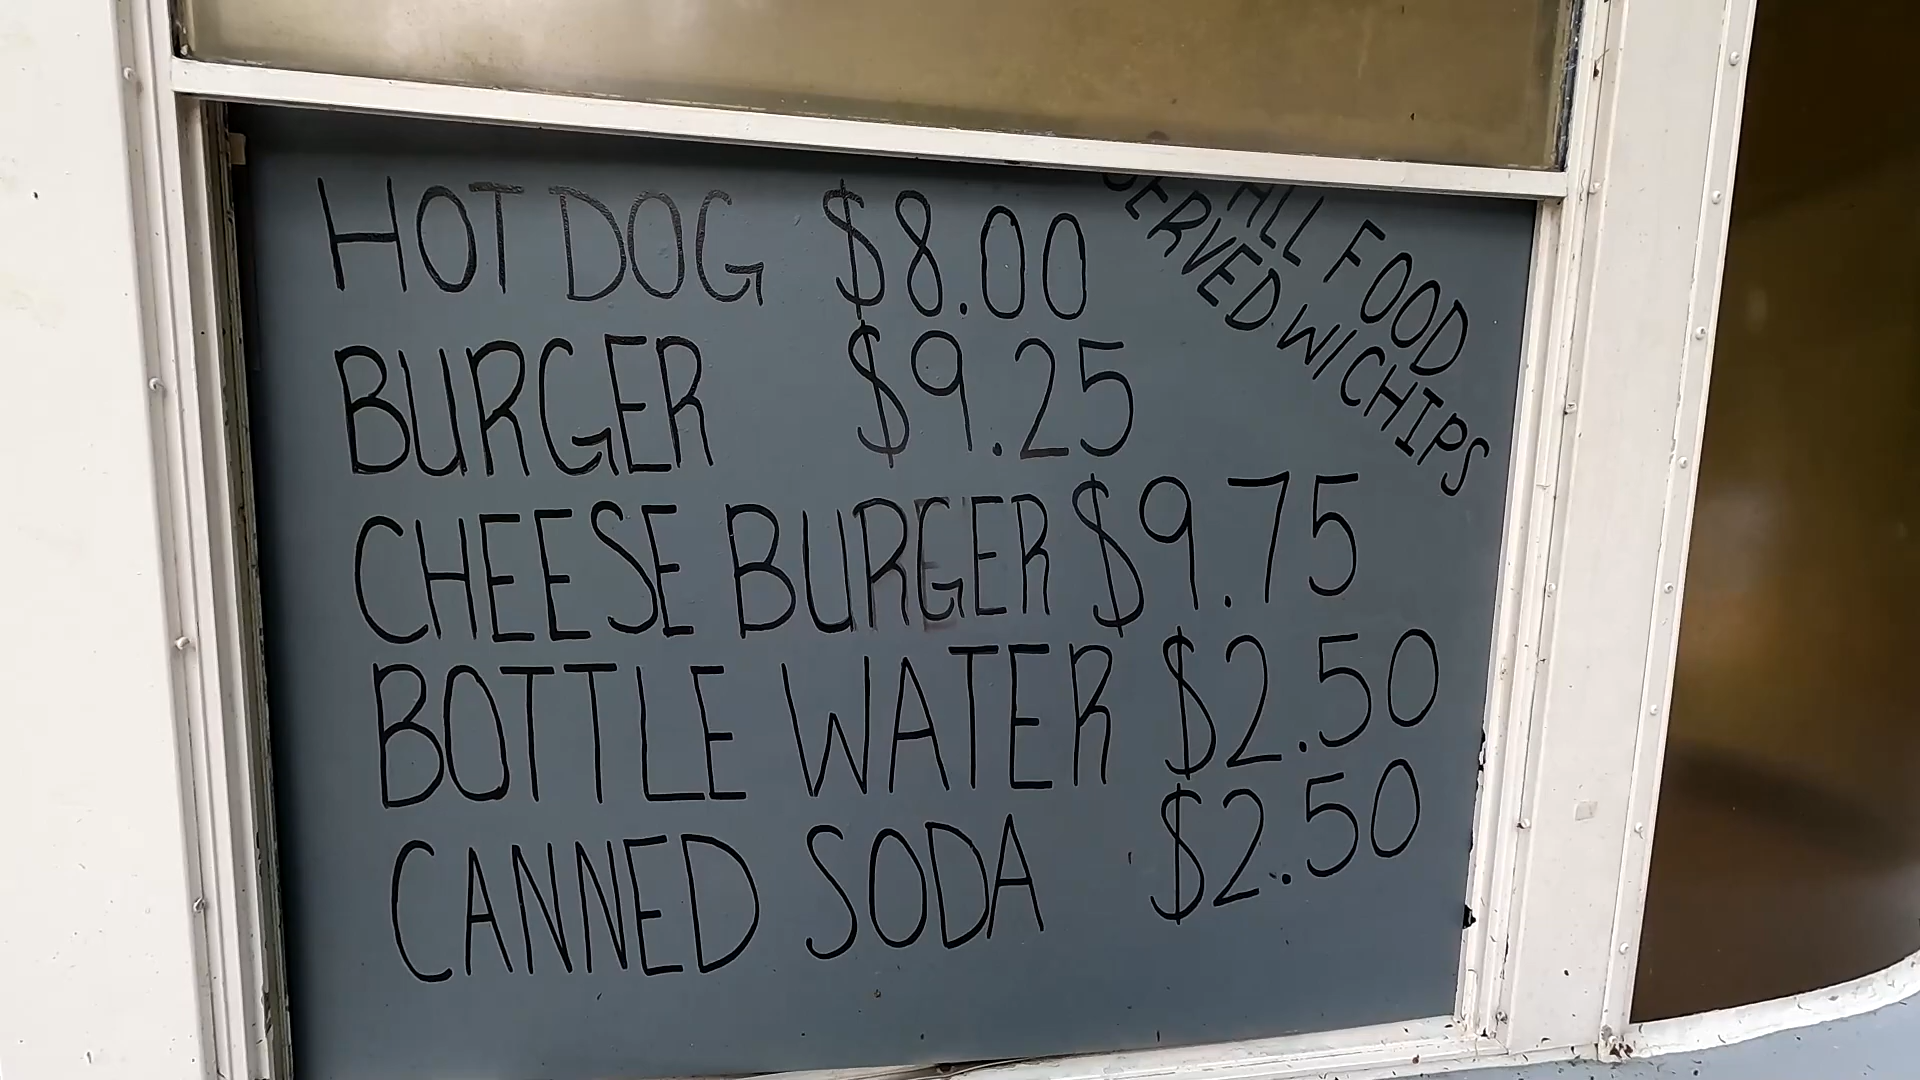 HOT DOG $8.00
BURGER $9.25
CHEESE BURGER $9.75
BOTTLE WATER $2.50
CANNED SODA $2.50
ALL FOOD
SERVED W/ CHIPS